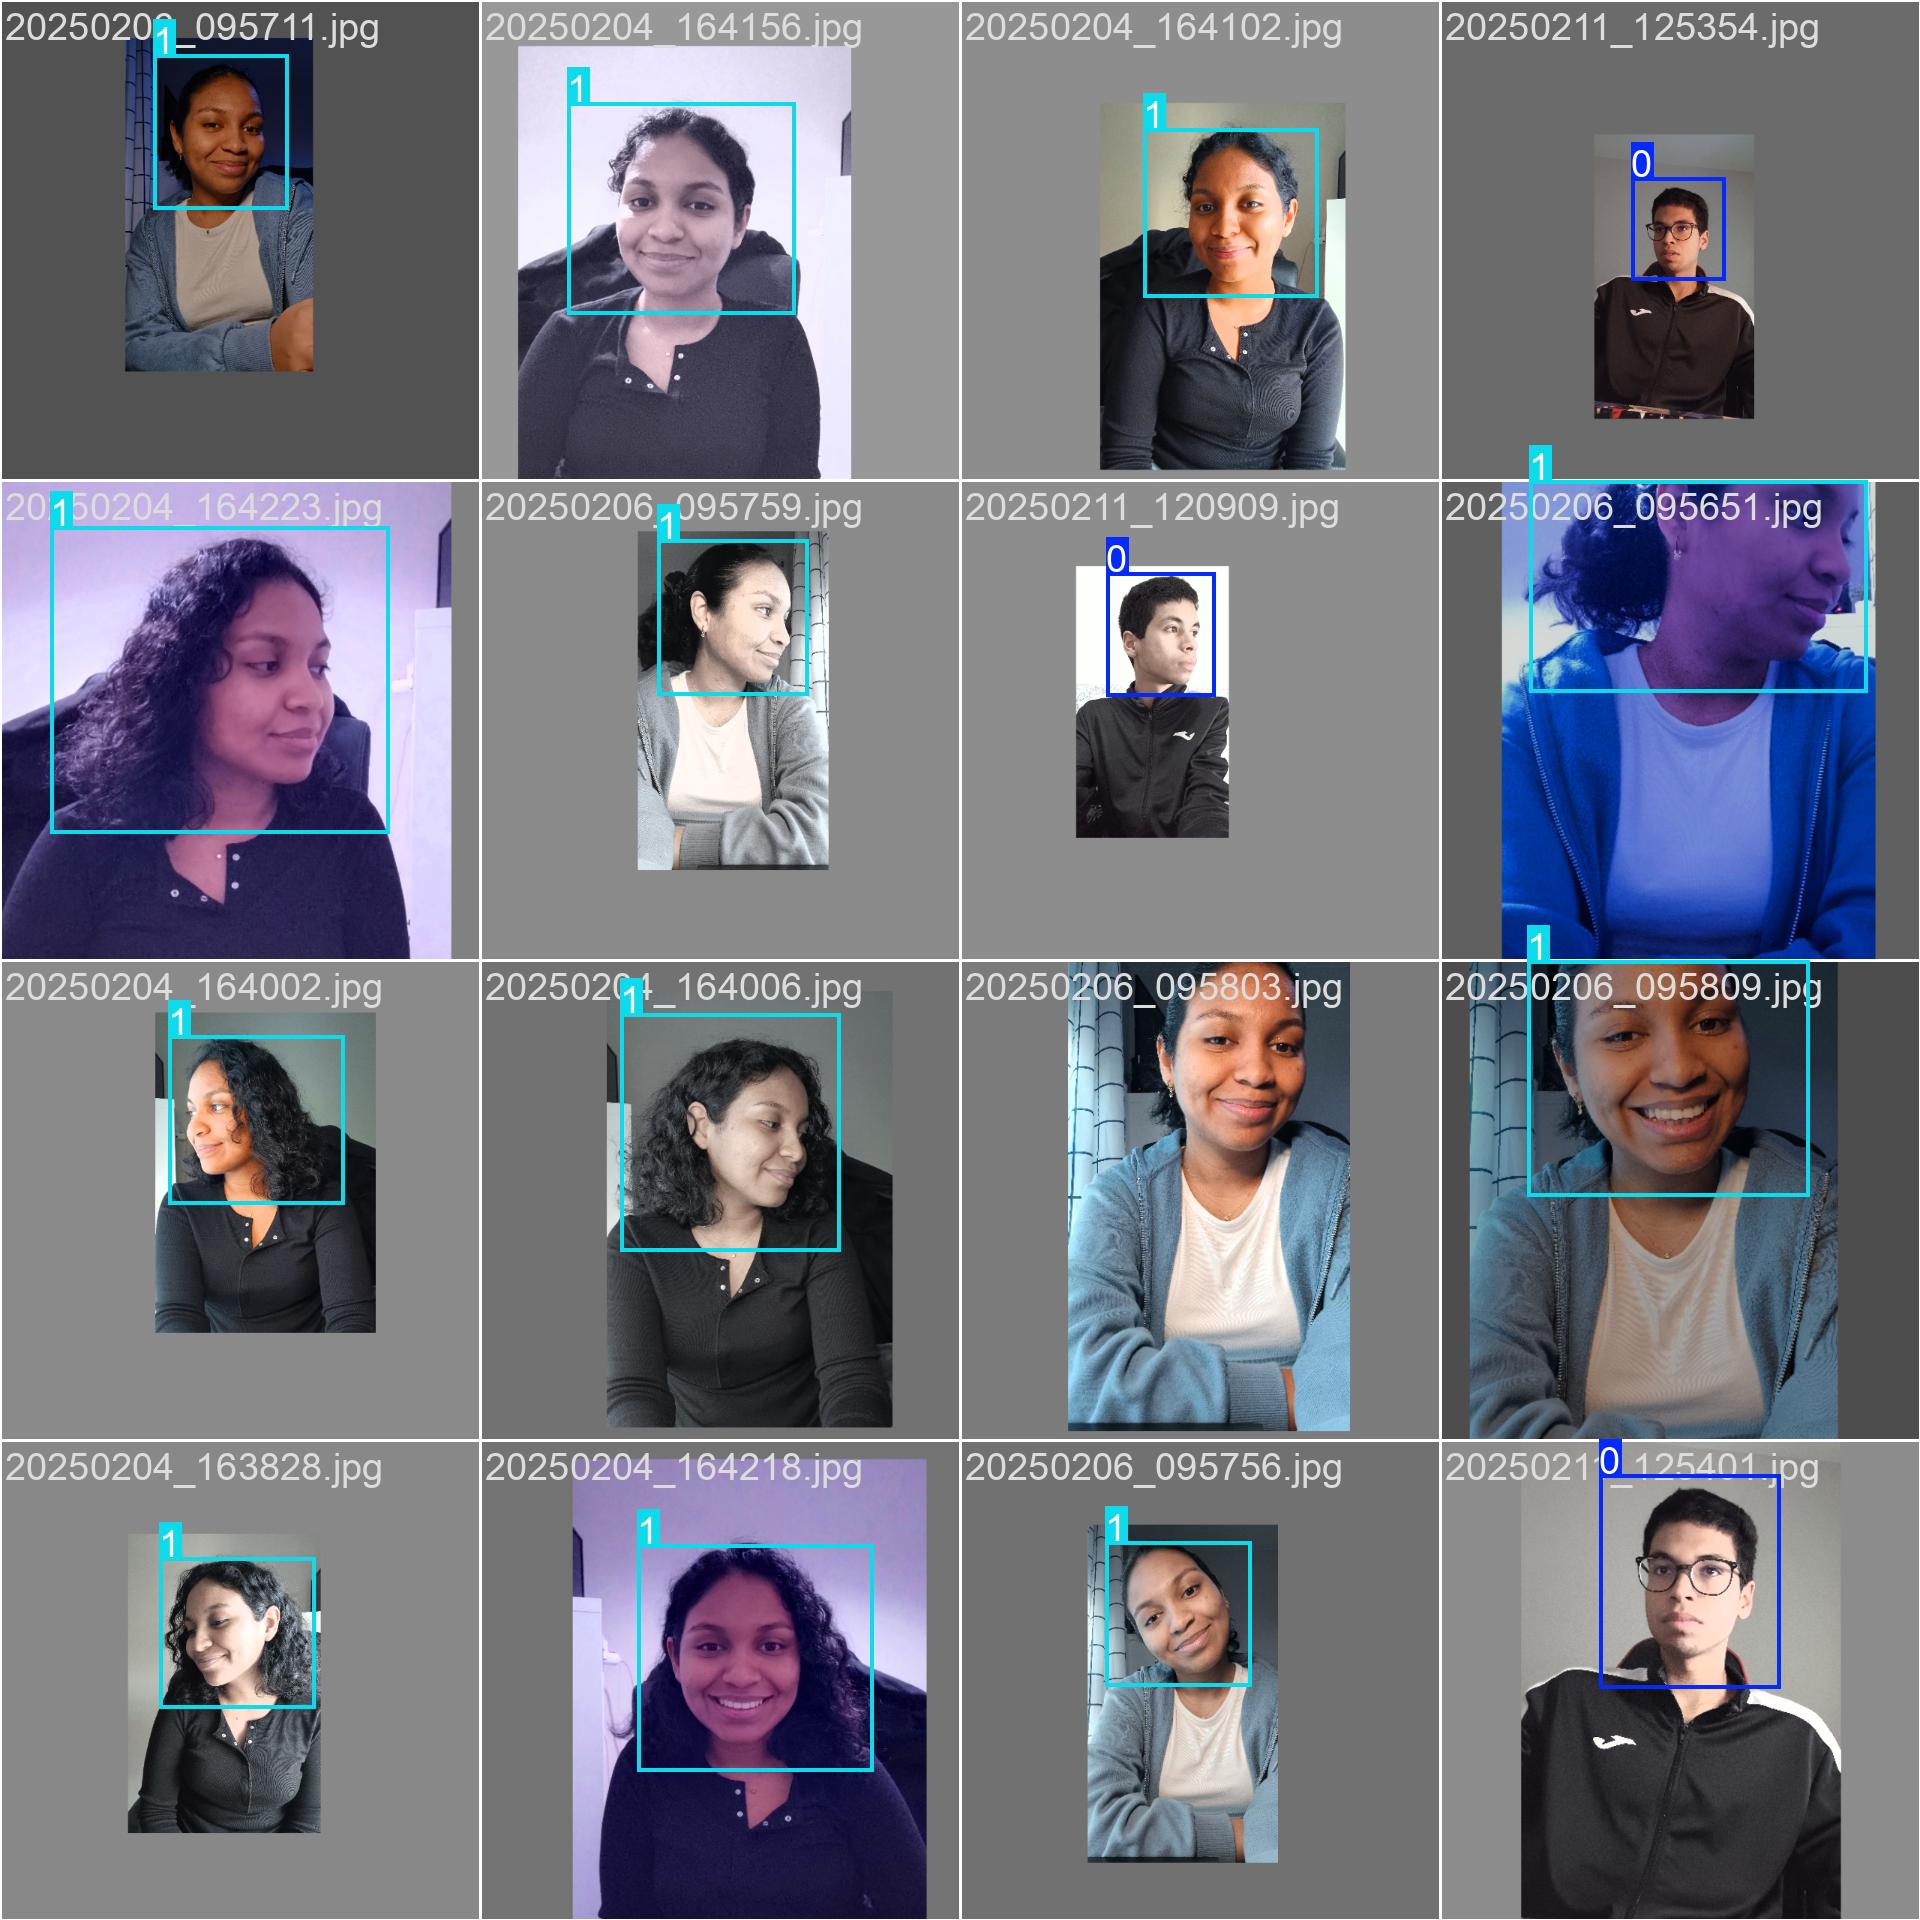 20250206_095711.jpg
1
20250204_164156.jpg
1
20250204_164102.jpg
1
20250211_125354.jpg
0
20250204_164223.jpg
1
20250206_095759.jpg
1
20250211_120909.jpg
0
20250206_095651.jpg
1
20250204_164002.jpg
1
20250204_164006.jpg
1
20250206_095803.jpg
20250206_095809.jpg
1
20250204_163828.jpg
1
20250204_164218.jpg
1
20250206_095756.jpg
1
20250211_125401.jpg
0